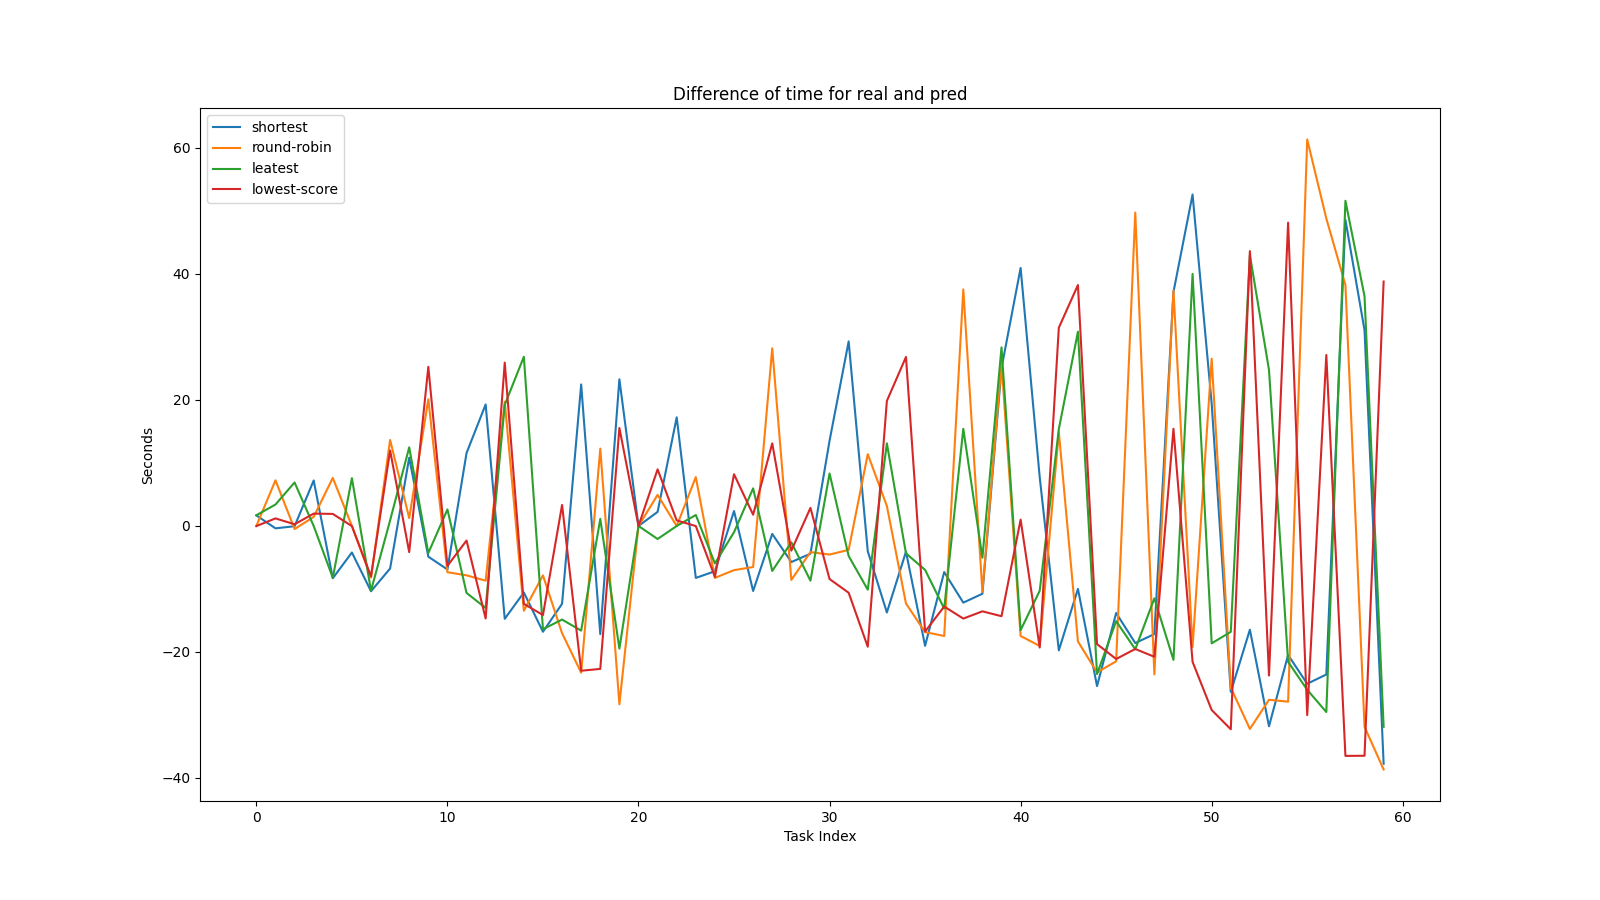 Difference of time for real and pred
shortest
round-robin
leatest
lowest-score
60
40
20
0
−20
−40
Seconds
0 10 20 30 40 50 60
Task Index